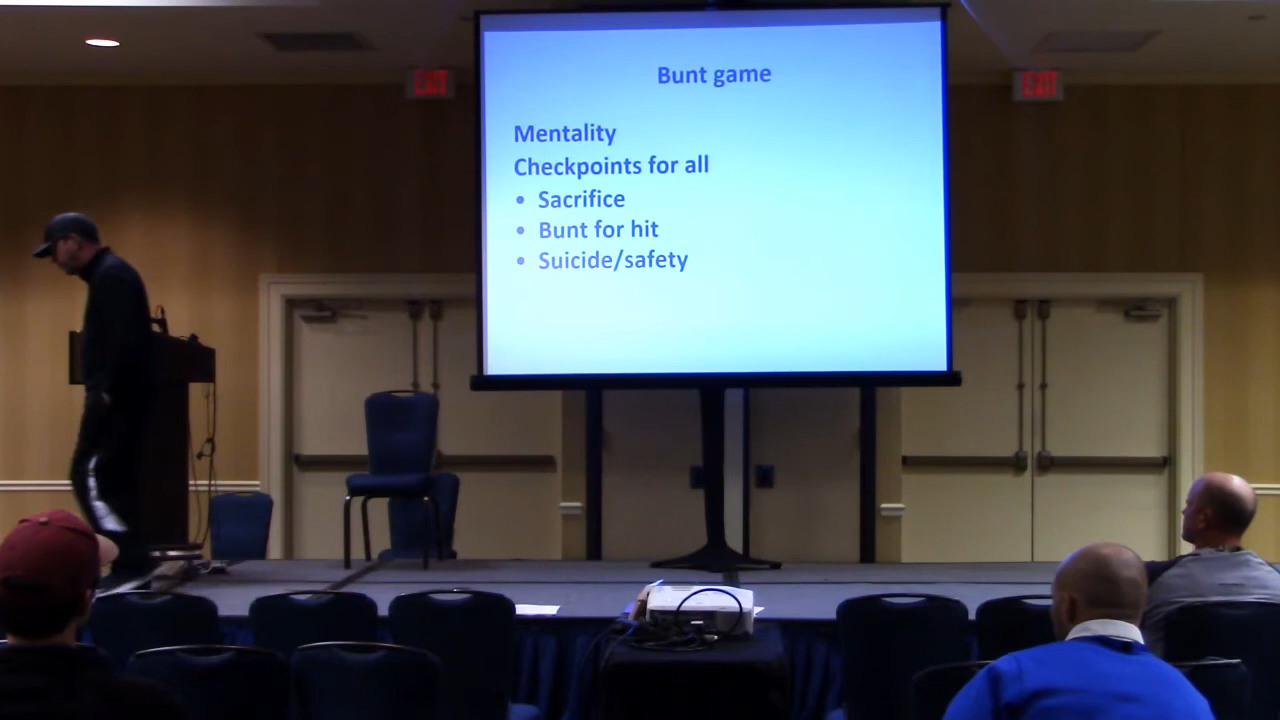 Bunt game
EXIT
EXIT
Mentality
Checkpoints for all
• Sacrifice
• Bunt for hit
• Suicide/safety